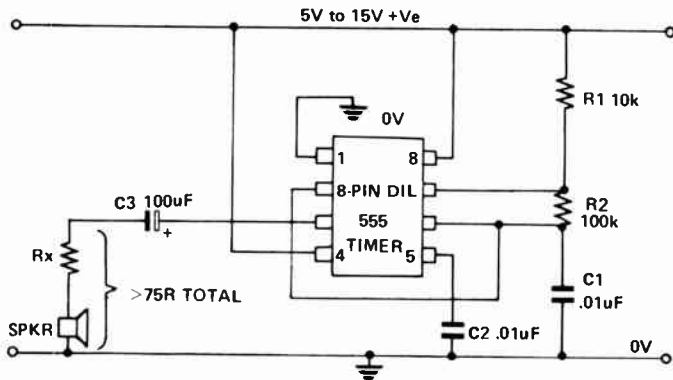 5V to 15V +Ve
0V
R1 10k
1
8
8-PIN DIL
C3 100uF
+
R2
100k
555
Rx
4
TIMER
5
C1
.01uF
>75R TOTAL
SPKR
C2 .01uF
0V